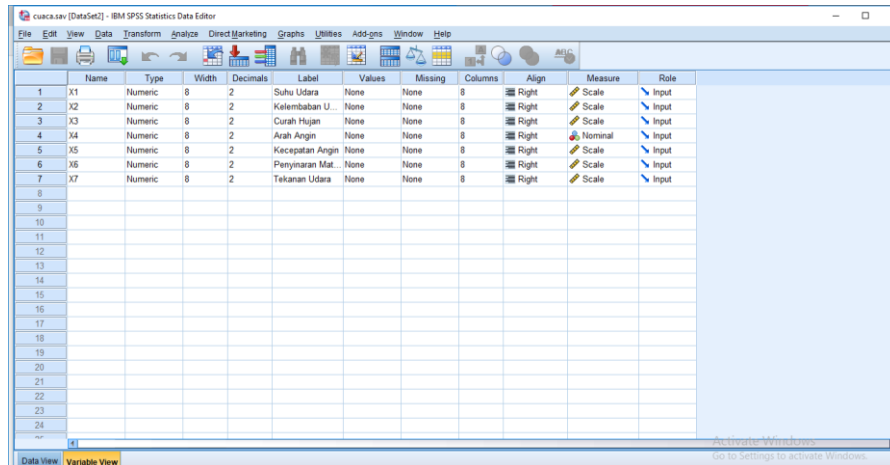 cuaca.sav [DataSet2] - IBM SPSS Statistics Data Editor
File Edit View Data Transform Analyze Direct Marketing Graphs Utilities Add-ons Window Help
Name Type Width Decimals Label Values Missing Columns Align Measure Role
1 X1 Numeric 8 2 Suhu Udara None None 8 Right Scale Input
2 X2 Numeric 8 2 Kelembaban U... None None 8 Right Scale Input
3 X3 Numeric 8 2 Curah Hujan None None 8 Right Scale Input
4 X4 Numeric 8 2 Arah Angin None None 8 Right Nominal Input
5 X5 Numeric 8 2 Kecepatan Angin None None 8 Right Scale Input
6 X6 Numeric 8 2 Penyinaran Mat... None None 8 Right Scale Input
7 X7 Numeric 8 2 Tekanan Udara None None 8 Right Scale Input
8
9
10
11
12
13
14
15
16
17
18
19
20
21
22
23
24
Activate Windows
Go to Settings to activate Windows.
Data View Variable View